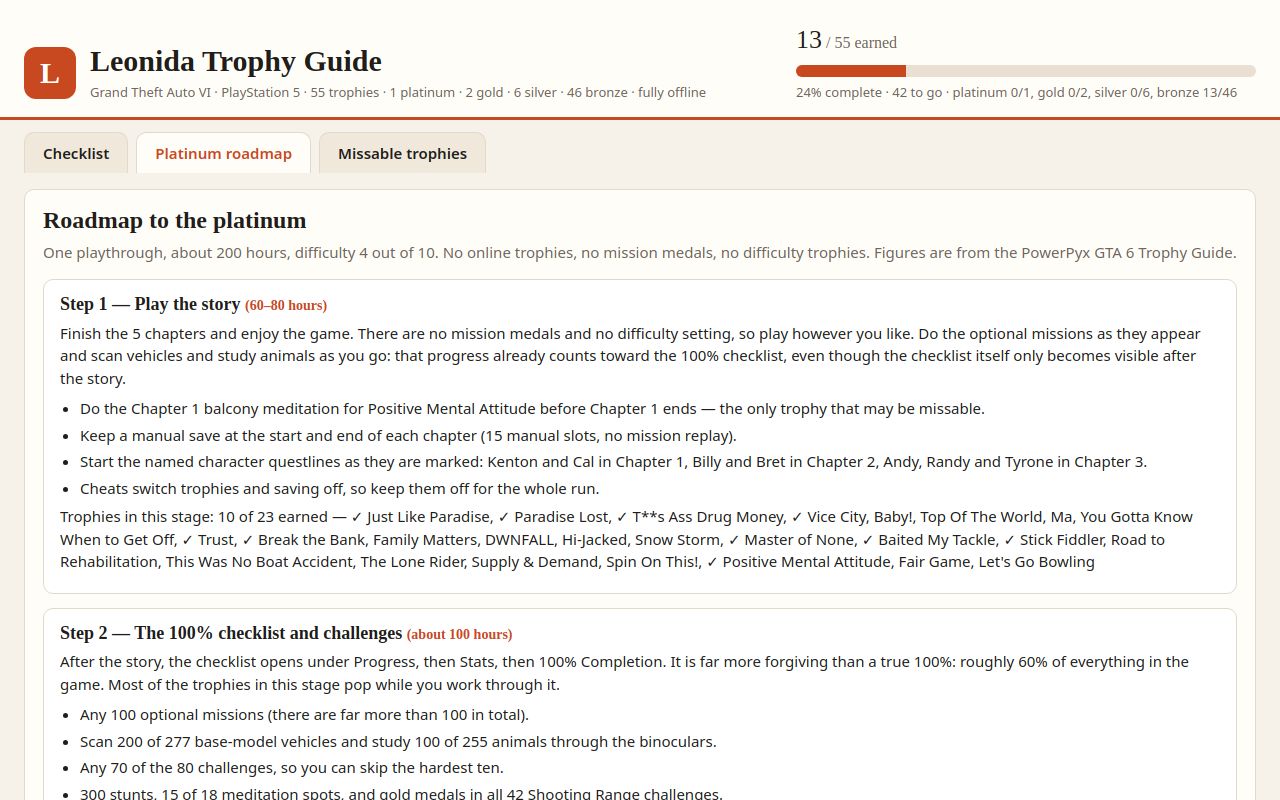 L
Leonida Trophy Guide
Grand Theft Auto VI · PlayStation 5 · 55 trophies · 1 platinum · 2 gold · 6 silver · 46 bronze · fully offline
13 / 55 earned
24% complete · 42 to go · platinum 0/1, gold 0/2, silver 0/6, bronze 13/46
Checklist
Platinum roadmap
Missable trophies
Roadmap to the platinum
One playthrough, about 200 hours, difficulty 4 out of 10. No online trophies, no mission medals, no difficulty trophies. Figures are from the PowerPyx GTA 6 Trophy Guide.
Step 1 — Play the story (60–80 hours)
Finish the 5 chapters and enjoy the game. There are no mission medals and no difficulty setting, so play however you like. Do the optional missions as they appear
and scan vehicles and study animals as you go: that progress already counts toward the 100% checklist, even though the checklist itself only becomes visible after
the story.
• Do the Chapter 1 balcony meditation for Positive Mental Attitude before Chapter 1 ends — the only trophy that may be missable.
• Keep a manual save at the start and end of each chapter (15 manual slots, no mission replay).
• Start the named character questlines as they are marked: Kenton and Cal in Chapter 1, Billy and Bret in Chapter 2, Andy, Randy and Tyrone in Chapter 3.
• Cheats switch trophies and saving off, so keep them off for the whole run.
Trophies in this stage: 10 of 23 earned — ✓ Just Like Paradise, ✓ Paradise Lost, ✓ T**s Ass Drug Money, ✓ Vice City, Baby!, Top Of The World, Ma, You Gotta Know
When to Get Off, ✓ Trust, ✓ Break the Bank, Family Matters, DWNFALL, Hi-Jacked, Snow Storm, ✓ Master of None, ✓ Baited My Tackle, ✓ Stick Fiddler, Road to
Rehabilitation, This Was No Boat Accident, The Lone Rider, Supply & Demand, Spin On This!, ✓ Positive Mental Attitude, Fair Game, Let's Go Bowling
Step 2 — The 100% checklist and challenges (about 100 hours)
After the story, the checklist opens under Progress, then Stats, then 100% Completion. It is far more forgiving than a true 100%: roughly 60% of everything in the
game. Most of the trophies in this stage pop while you work through it.
• Any 100 optional missions (there are far more than 100 in total).
• Scan 200 of 277 base-model vehicles and study 100 of 255 animals through the binoculars.
• Any 70 of the 80 challenges, so you can skip the hardest ten.
• 300 stunts, 15 of 18 meditation spots, and gold medals in all 42 Shooting Range challenges.